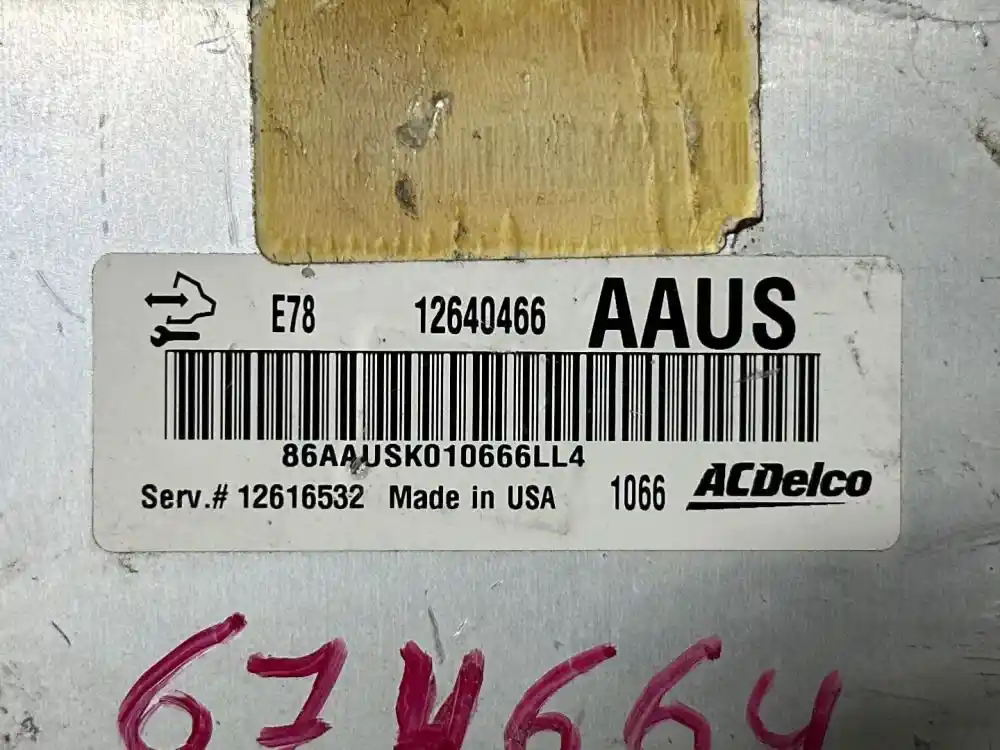 E78 12640466 AAUS
86AAUSK010666LL4
Serv.# 12616532 Made in USA 1066 ACDelco